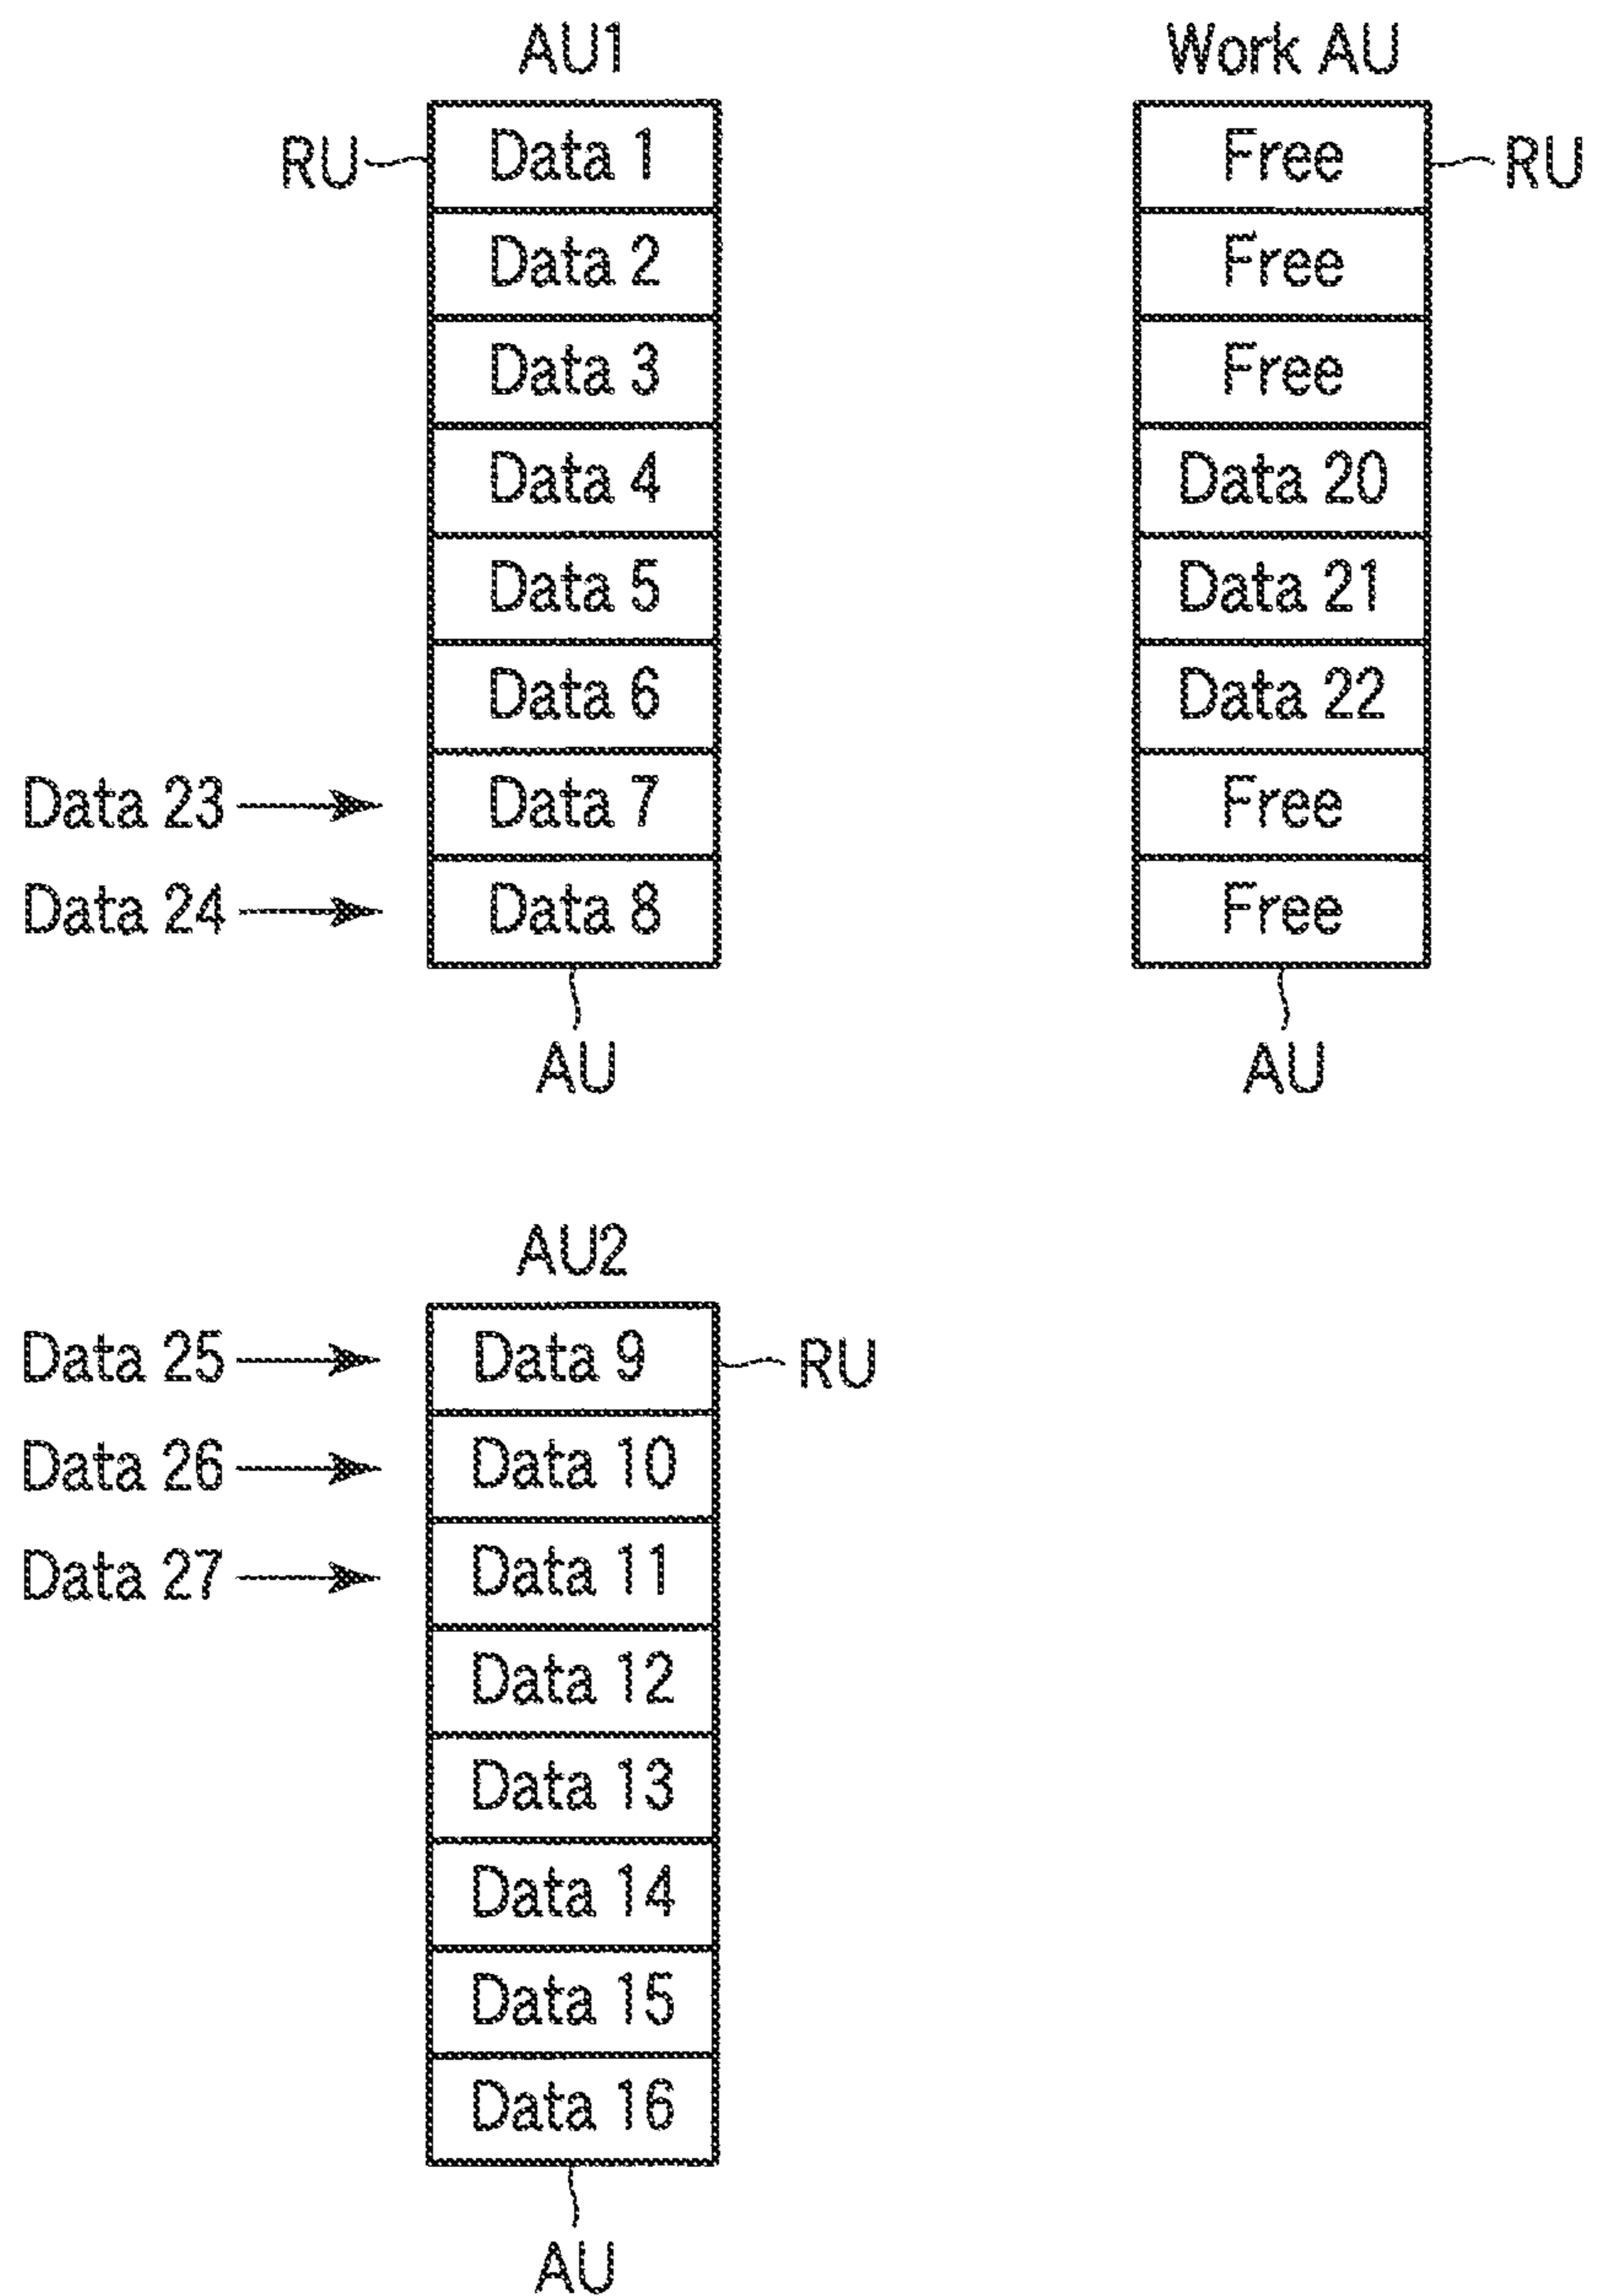 AU1
RU
Data 1
Data 2
Data 3
Data 4
Data 5
Data 6
Data 23
Data 7
Data 24
Data 8
AU
Work AU
Free
RU
Free
Free
Data 20
Data 21
Data 22
Free
Free
AU
AU2
Data 25
Data 9
RU
Data 26
Data 10
Data 27
Data 11
Data 12
Data 13
Data 14
Data 15
Data 16
AU